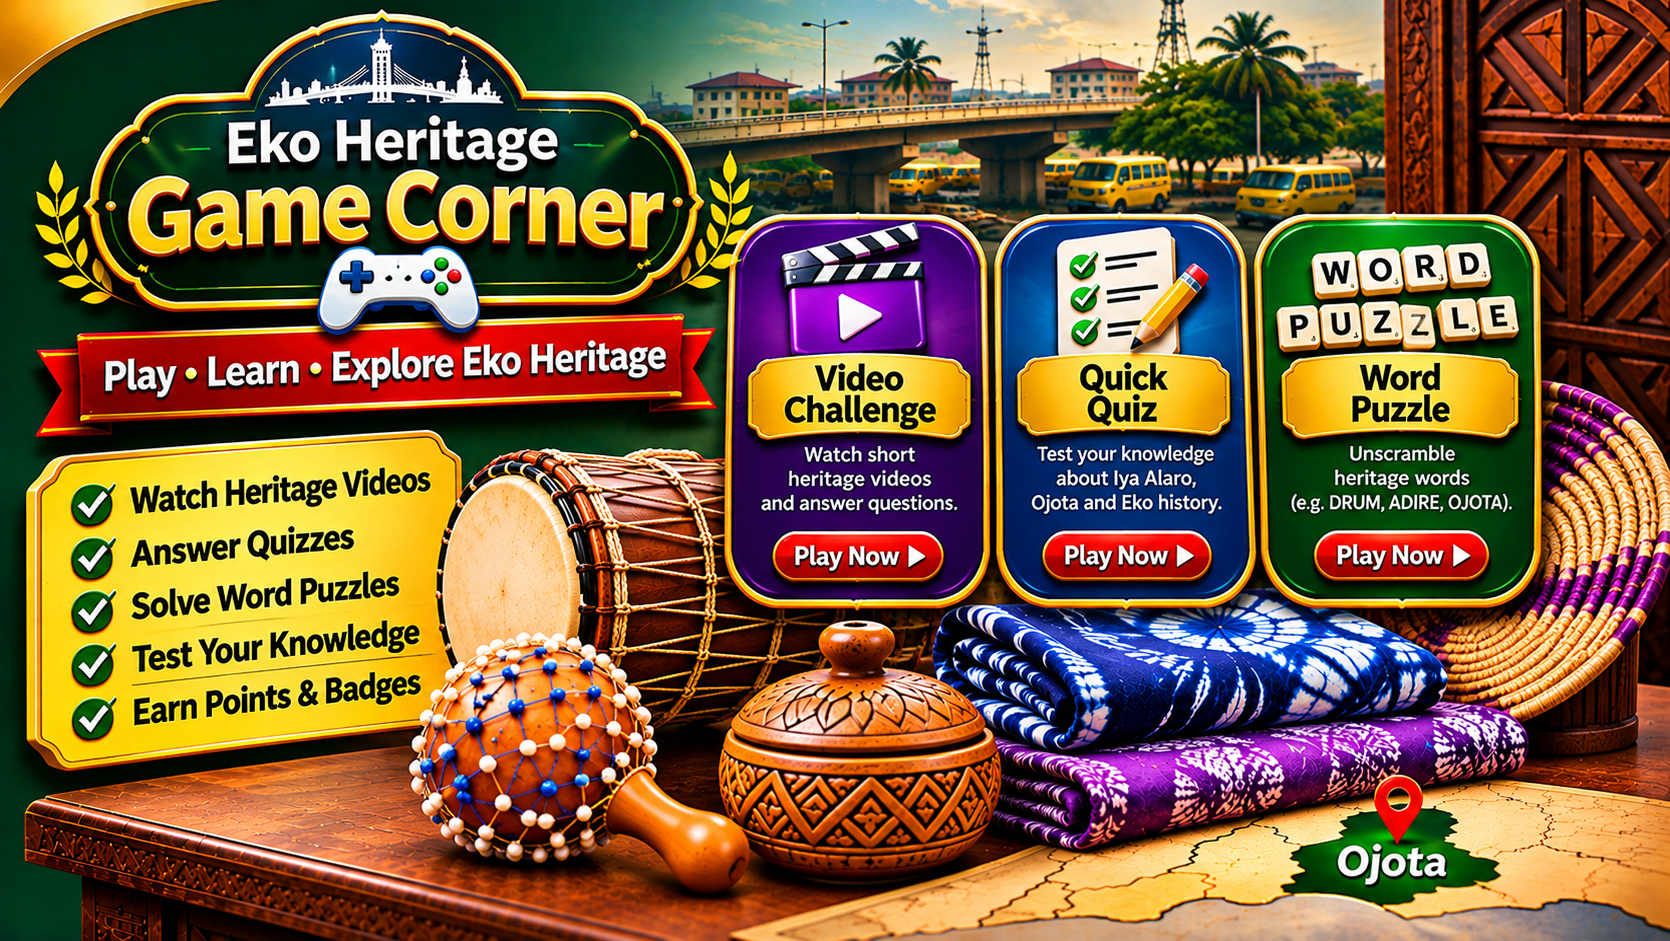 Eko Heritage
Game Corner
Play • Learn • Explore Eko Heritage
Watch Heritage Videos
Answer Quizzes
Solve Word Puzzles
Test Your Knowledge
Earn Points & Badges
Video
Challenge
Watch short
heritage videos
and answer questions.
Play Now
Quick
Quiz
Test your knowledge
about Iya Alaro,
Ojota and Eko history.
Play Now
WORD
PUZZLE
Word
Puzzle
Unscramble
heritage words
(e.g. DRUM, ADIRE, OJOTA).
Play Now
Ojota